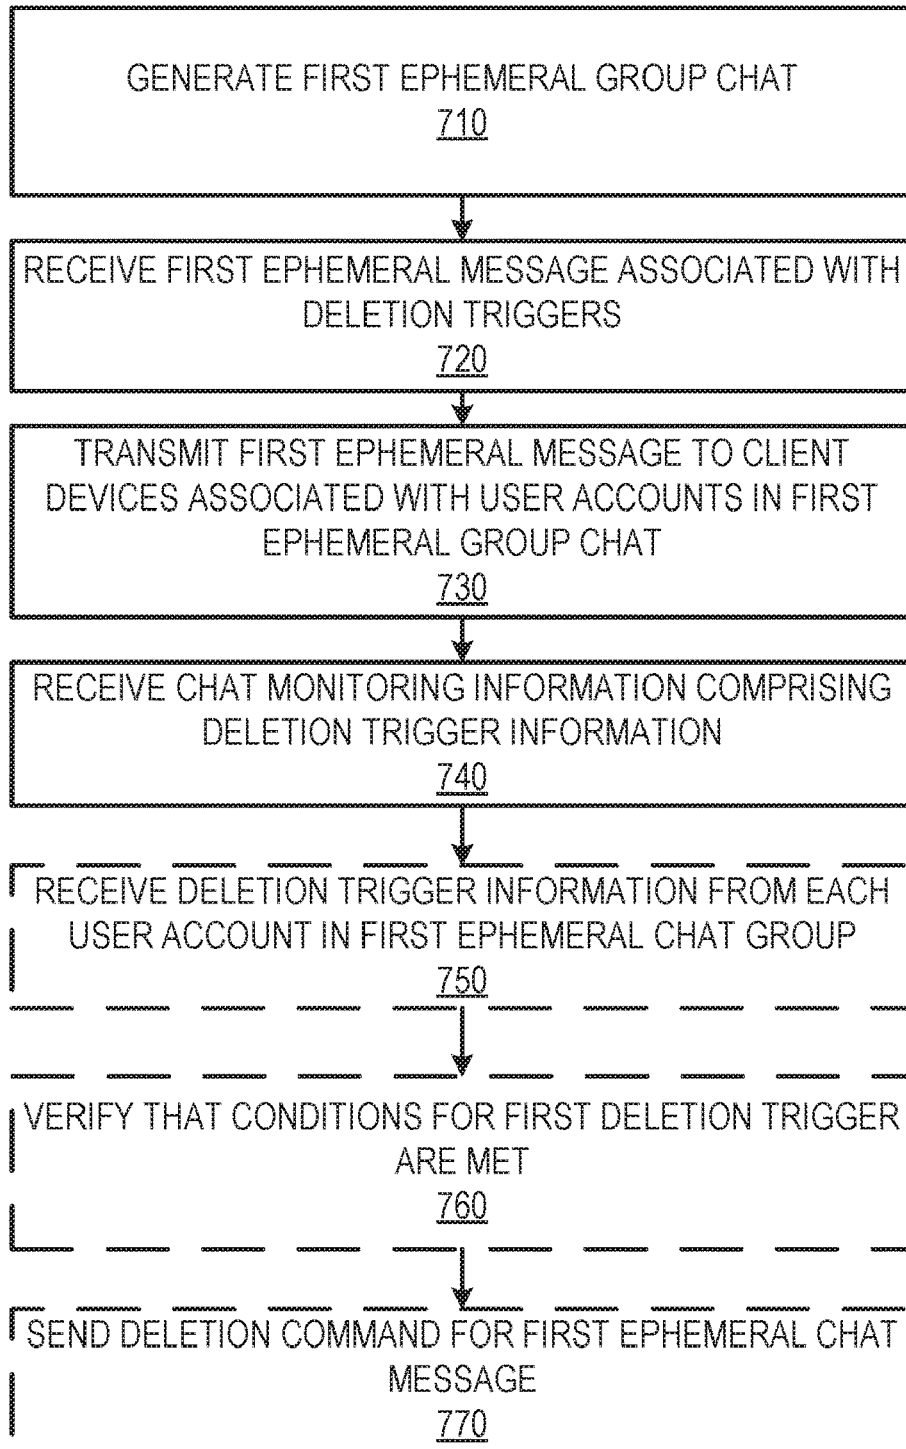 GENERATE FIRST EPHEMERAL GROUP CHAT
710
RECEIVE FIRST EPHEMERAL MESSAGE ASSOCIATED WITH
DELETION TRIGGERS
720
TRANSMIT FIRST EPHEMERAL MESSAGE TO CLIENT
DEVICES ASSOCIATED WITH USER ACCOUNTS IN FIRST
EPHEMERAL GROUP CHAT
730
RECEIVE CHAT MONITORING INFORMATION COMPRISING
DELETION TRIGGER INFORMATION
740
RECEIVE DELETION TRIGGER INFORMATION FROM EACH
USER ACCOUNT IN FIRST EPHEMERAL CHAT GROUP
750
VERIFY THAT CONDITIONS FOR FIRST DELETION TRIGGER
ARE MET
760
SEND DELETION COMMAND FOR FIRST EPHEMERAL CHAT
MESSAGE
770